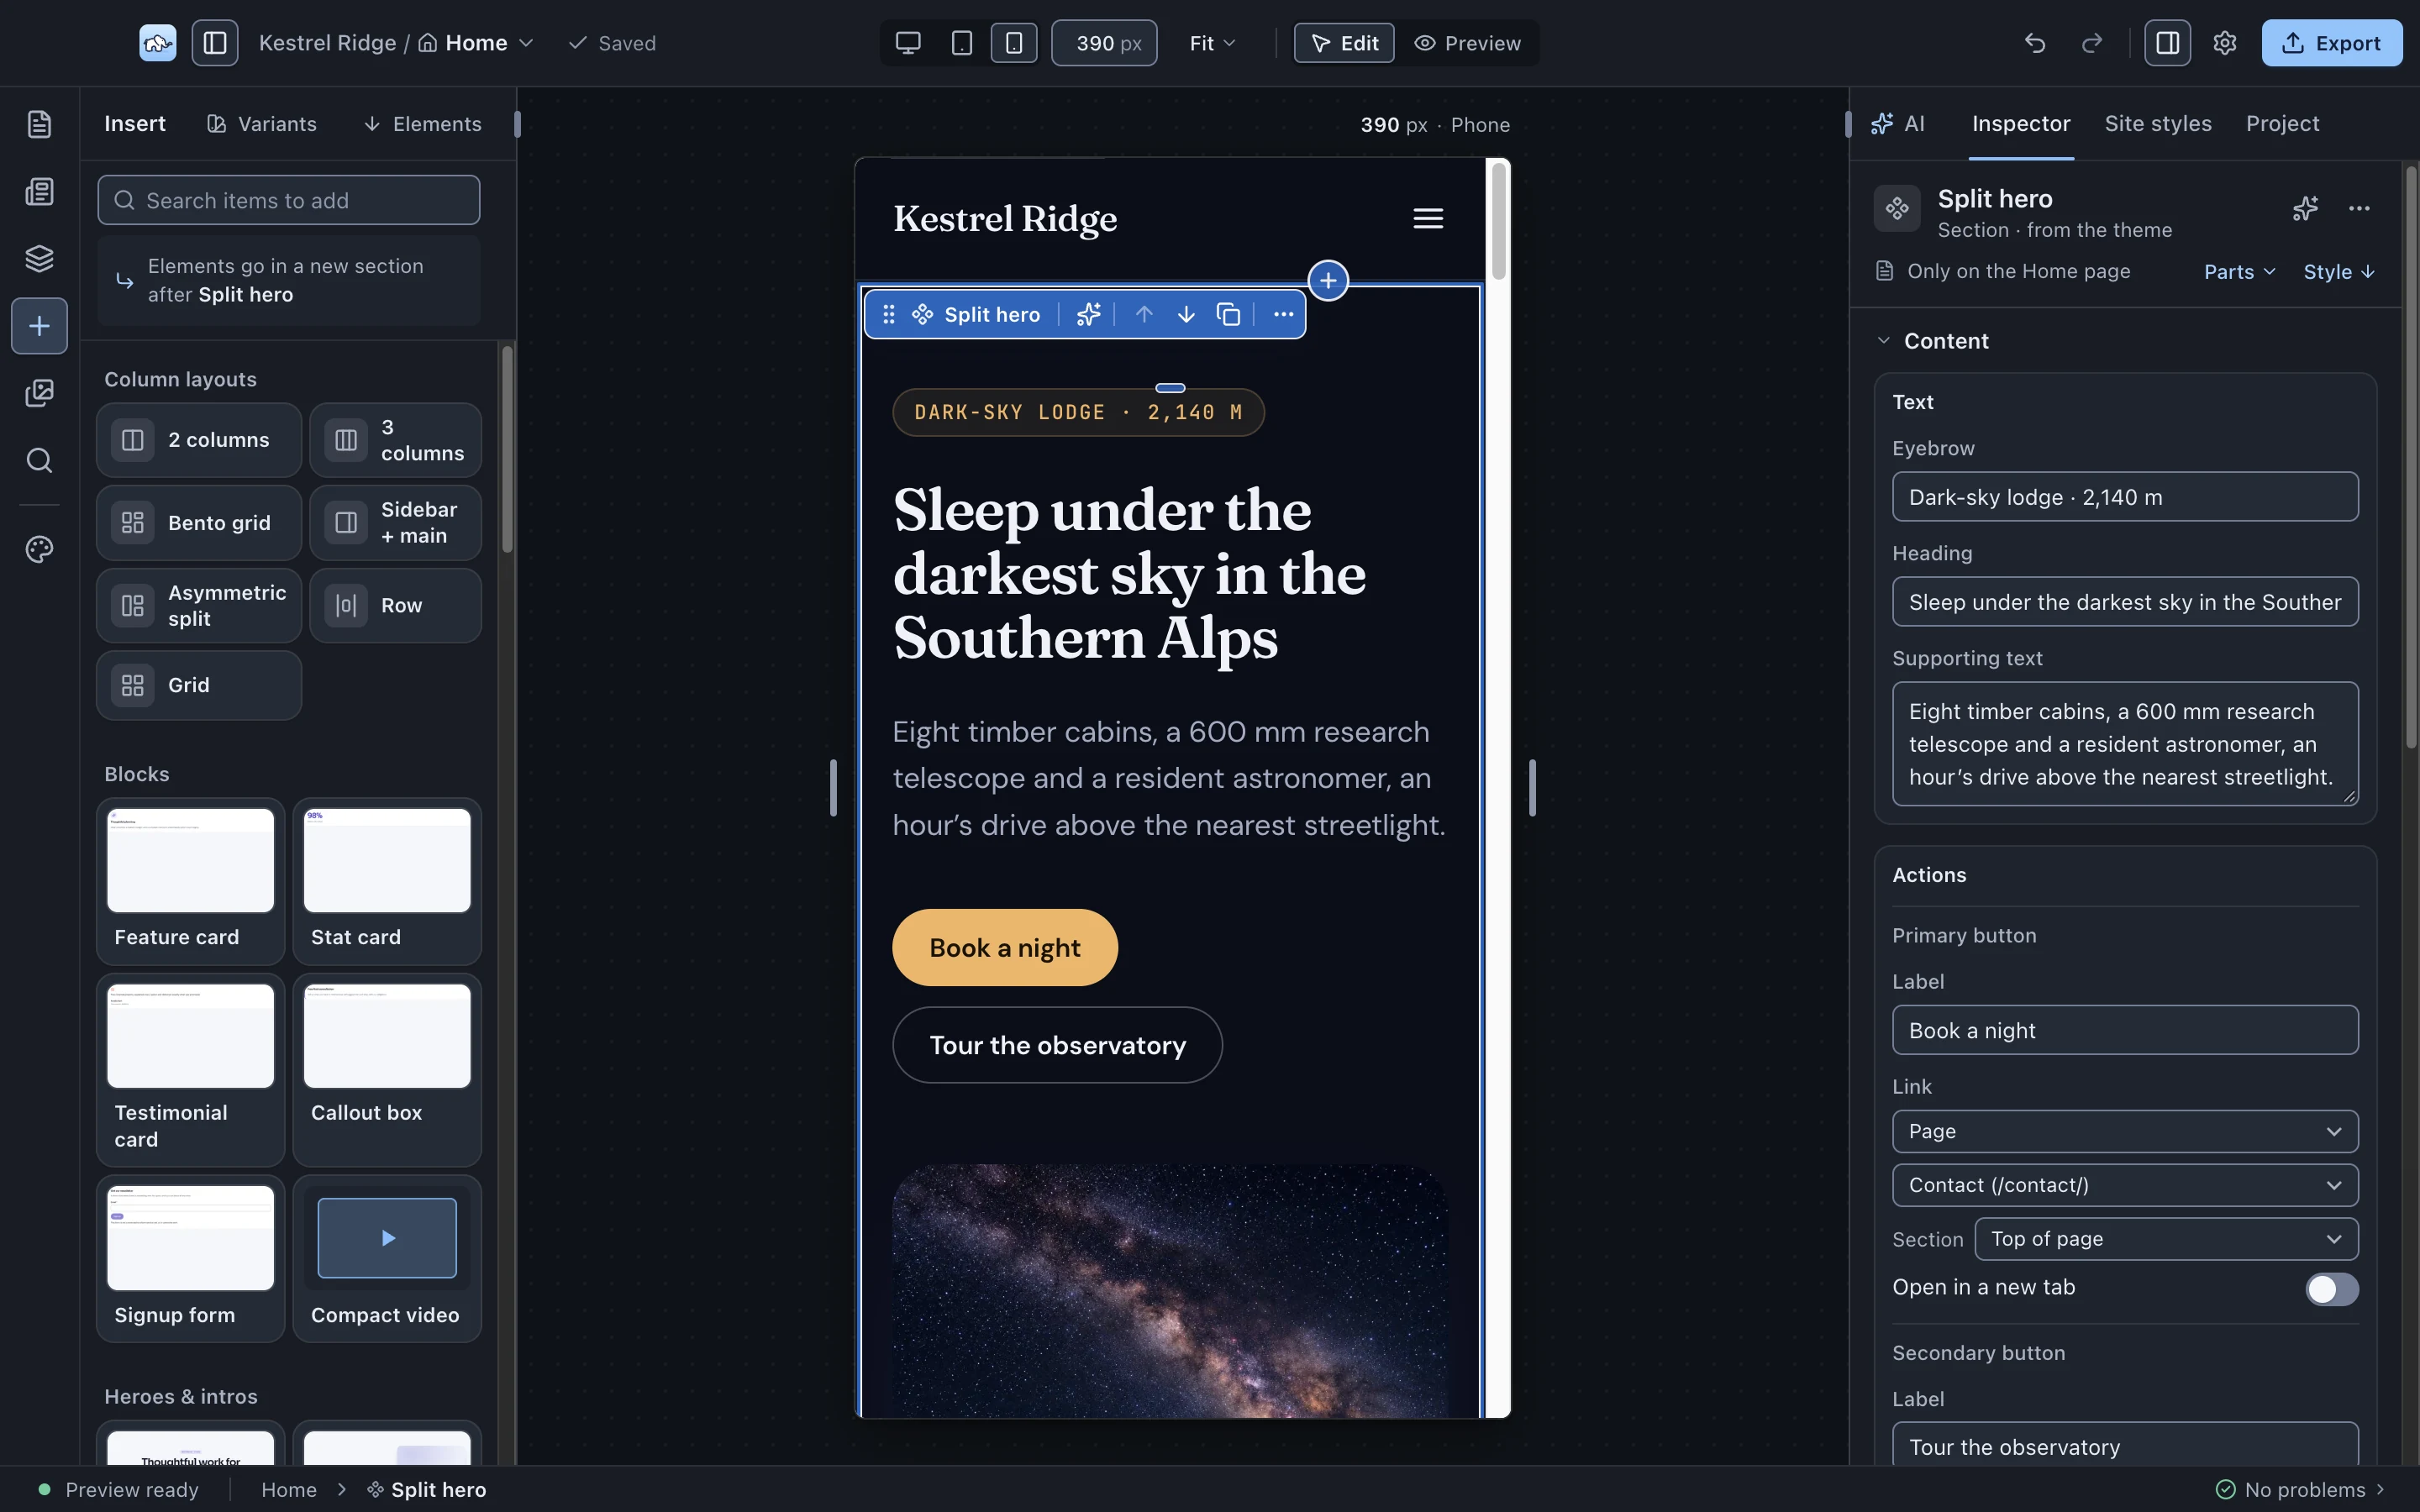 Kestrel Ridge / Home
Saved
390 px
Fit
Edit
Preview
Export
Insert
Variants
Elements
Search items to add
Elements go in a new section
after Split hero
Column layouts
2 columns
3
columns
Bento grid
Sidebar
+ main
Asymmetric
split
Row
Grid
Blocks
98%
Feature card
Stat card
Testimonial
card
Callout box
Signup form
Compact video
Heroes & intros
Thoughtful work for
390 px · Phone
Kestrel Ridge
Split hero
DARK-SKY LODGE · 2,140 M
Sleep under the
darkest sky in the
Southern Alps
Eight timber cabins, a 600 mm research
telescope and a resident astronomer, an
hour’s drive above the nearest streetlight.
Book a night
Tour the observatory
AI
Inspector
Site styles
Project
Split hero
Section · from the theme
Only on the Home page
Parts
Style
Content
Text
Eyebrow
Dark-sky lodge · 2,140 m
Heading
Sleep under the darkest sky in the Souther
Supporting text
Eight timber cabins, a 600 mm research
telescope and a resident astronomer, an
hour’s drive above the nearest streetlight.
Actions
Primary button
Label
Book a night
Link
Page
Contact (/contact/)
Section
Top of page
Open in a new tab
Secondary button
Label
Tour the observatory
Preview ready
Home
Split hero
No problems